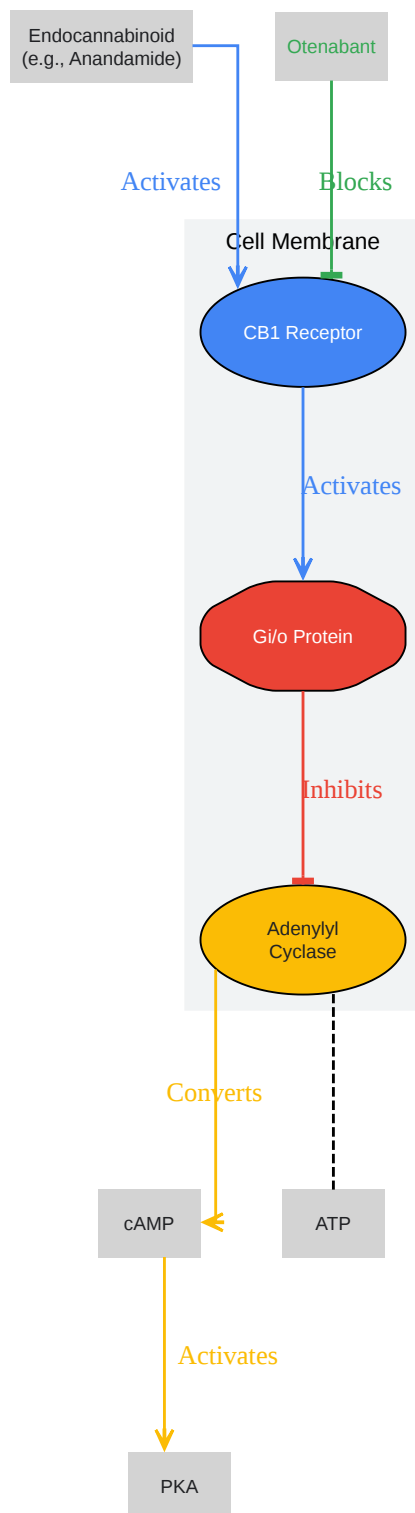 Endocannabinoid
(e.g., Anandamide)
Otenabant
Activates
Blocks
Cell Membrane
CB1 Receptor
Activates
Gi/o Protein
Inhibits
Adenylyl
Cyclase
Converts
cAMP
ATP
Activates
PKA